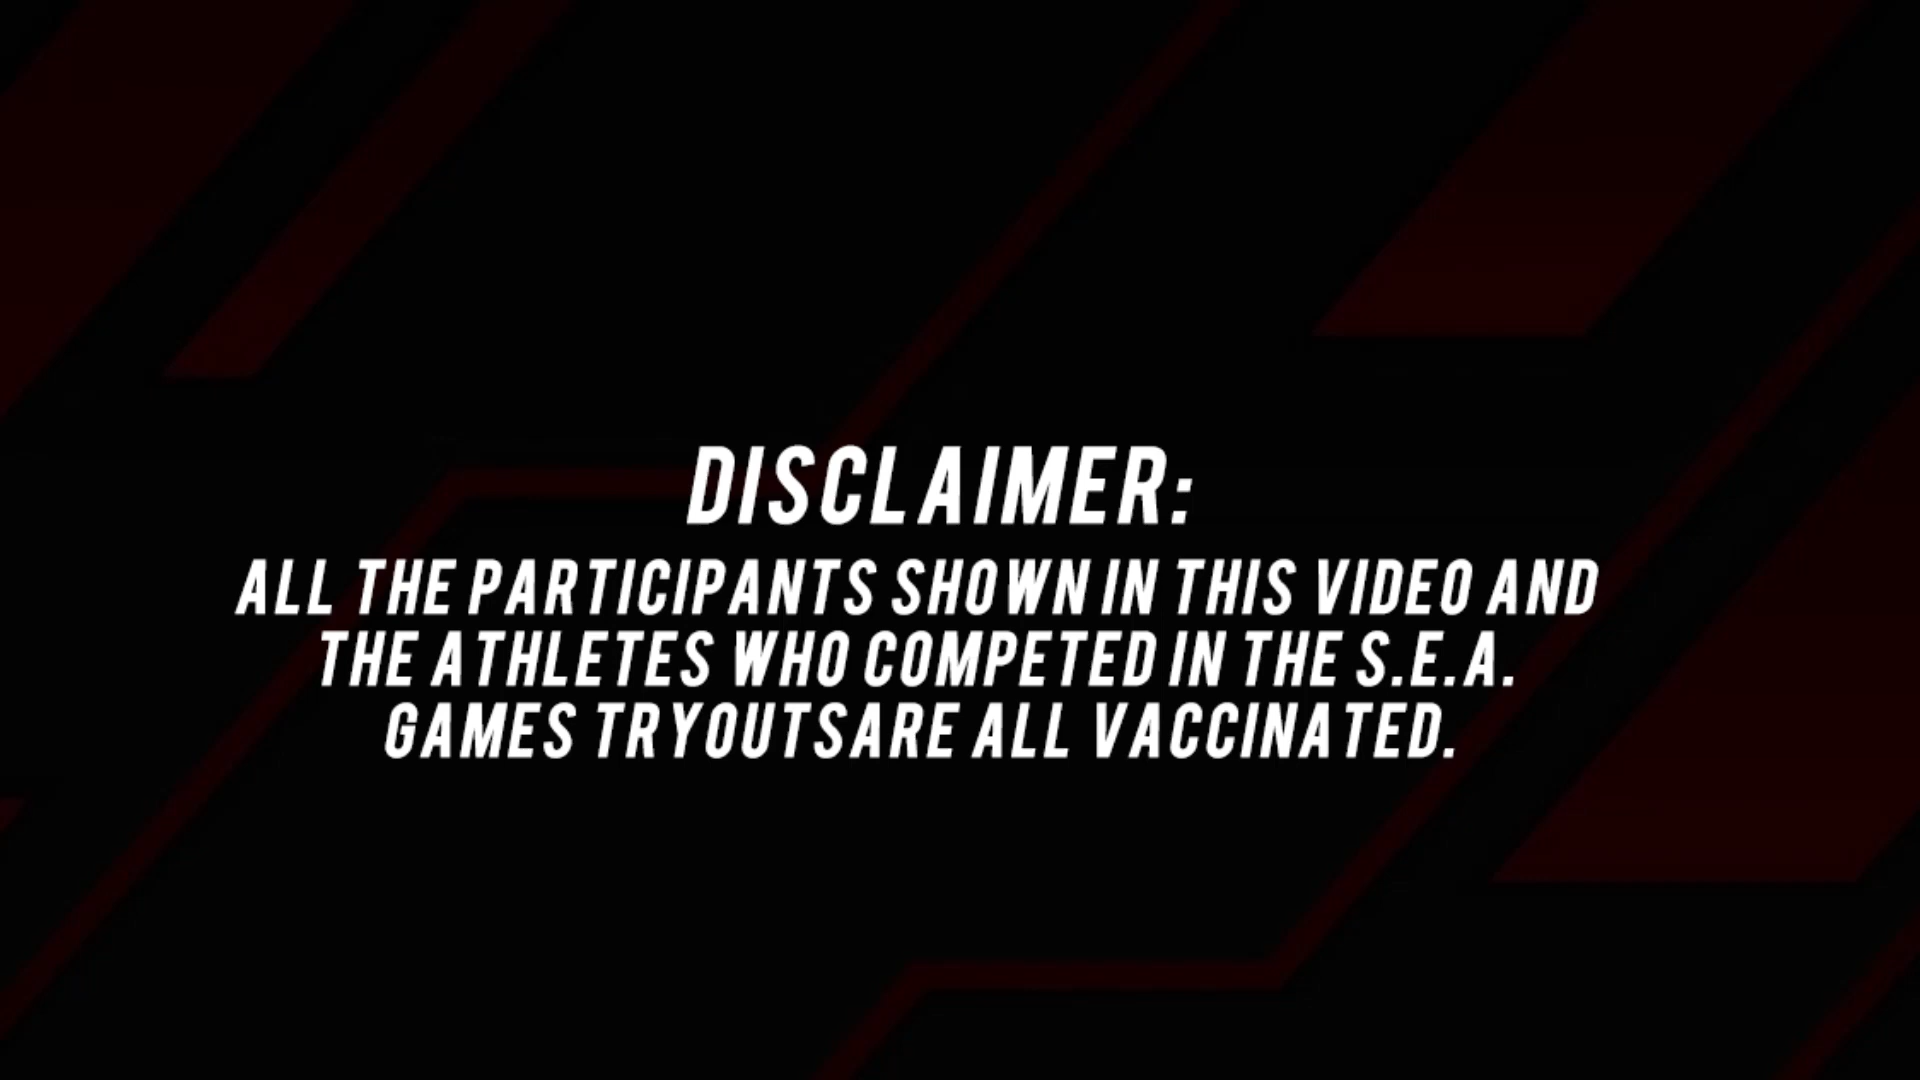 DISCLAIMER:
ALL THE PARTICIPANTS SHOWN IN THIS VIDEO AND
THE ATHLETES WHO COMPETED IN THE S.E.A.
GAMES TRYOUTSARE ALL VACCINATED.